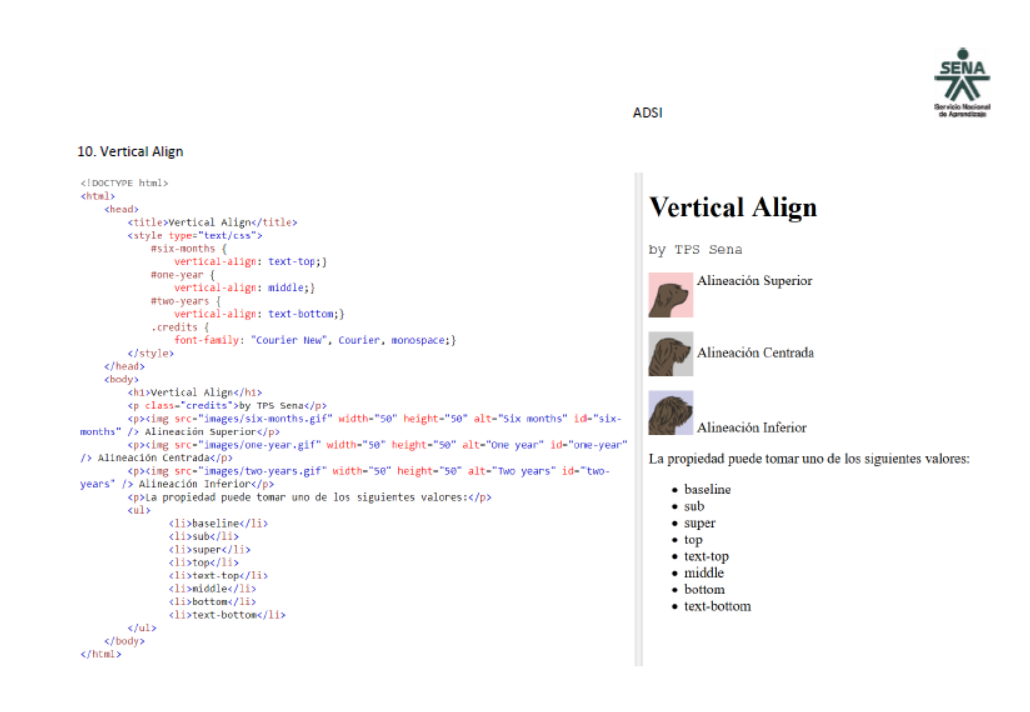 SENA
Servicio Nacional
de Aprendizaje
ADSI
10. Vertical Align
<!DOCTYPE html>
<html>
<head>
<title>Vertical Align</title>
<style type="text/css">
#six-months {
vertical-align: text-top;}
#one-year {
vertical-align: middle;}
#two-years {
vertical-align: text-bottom;}
.credits {
font-family: "Courier New", Courier, monospace;}
</style>
</head>
<body>
<h1>Vertical Align</h1>
<p class="credits">by TPS Sena</p>
<p><img src="images/six-months.gif" width="50" height="50" alt="Six months" id="six-
months" /> Alineación Superior</p>
<p><img src="images/one-year.gif" width="50" height="50" alt="One year" id="one-year"
/> Alineación Centrada</p>
<p><img src="images/two-years.gif" width="50" height="50" alt="Two years" id="two-
years" /> Alineación Inferior</p>
<p>La propiedad puede tomar uno de los siguientes valores:</p>
<ul>
<li>baseline</li>
<li>sub</li>
<li>super</li>
<li>top</li>
<li>text-top</li>
<li>middle</li>
<li>bottom</li>
<li>text-bottom</li>
</ul>
</body>
</html>
Vertical Align
by TPS Sena
Alineación Superior
Alineación Centrada
Alineación Inferior
La propiedad puede tomar uno de los siguientes valores:
• baseline
• sub
• super
• top
• text-top
• middle
• bottom
• text-bottom